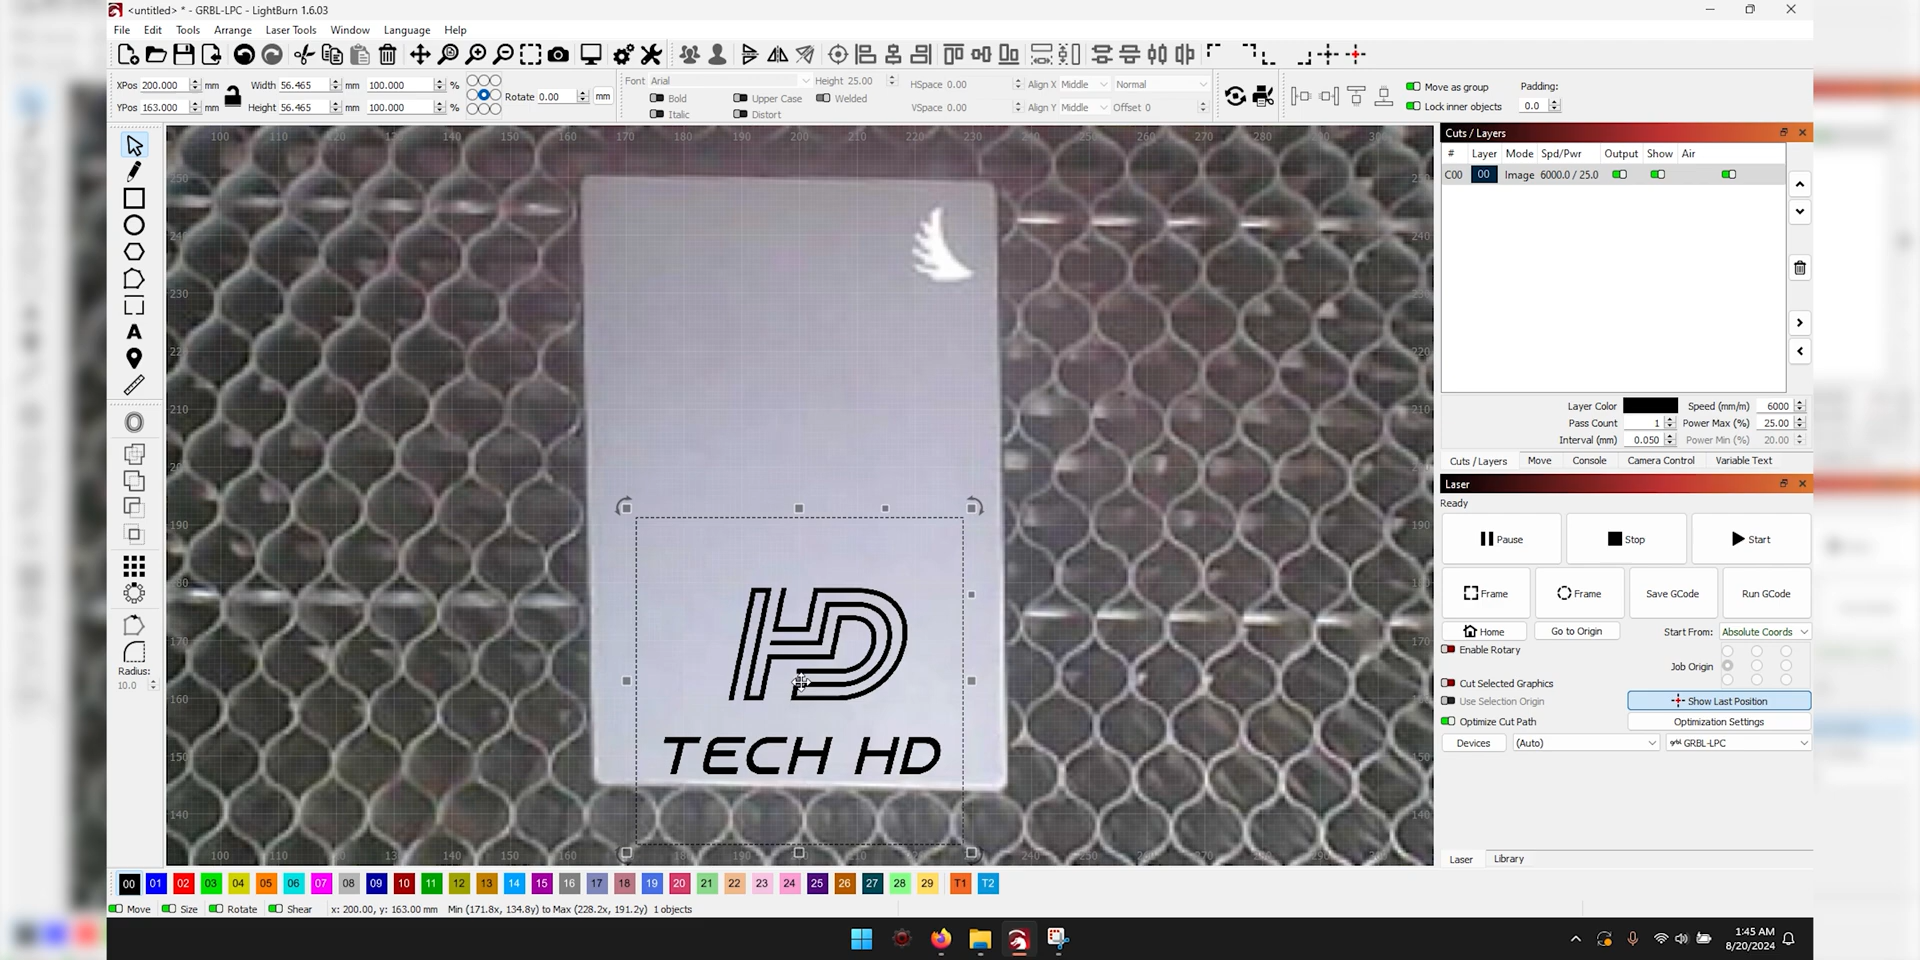 <untitled> * - GRBL-LPC - LightBurn 1.6.03
File Edit Tools Arrange Laser Tools Window Language Help
XPos 200.000 mm Width 56.465 mm 100.000 % Rotate 0.00 mm
YPos 163.000 mm Height 56.465 mm 100.000 %
Font Arial Height 25.00 HSpace 0.00 Align X Middle Normal
Bold Upper Case Welded VSpace 0.00 Align Y Middle Offset 0
Italic Distort
Move as group Padding:
Lock inner objects 0.0
Radius:
10.0
HD
TECH HD
Cuts / Layers
# Layer Mode Spd/Pwr Output Show Air
C00 00 Image 6000.0 / 25.0
Layer Color Speed (mm/m) 6000
Pass Count 1 Power Max (%) 25.00
Interval (mm) 0.050 Power Min (%) 20.00
Cuts / Layers Move Console Camera Control Variable Text
Laser
Ready
Pause Stop Start
Frame Frame Save GCode Run GCode
Home Go to Origin Start From: Absolute Coords
Enable Rotary
Job Origin
Cut Selected Graphics
Use Selection Origin Show Last Position
Optimize Cut Path Optimization Settings
Devices (Auto) GRBL-LPC
Laser Library
00 01 02 03 04 05 06 07 08 09 10 11 12 13 14 15 16 17 18 19 20 21 22 23 24 25 26 27 28 29 T1 T2
Move Size Rotate Shear x: 200.00, y: 163.00 mm Min (171.8x, 134.8y) to Max (228.2x, 191.2y) 1 objects
1:45 AM
8/20/2024